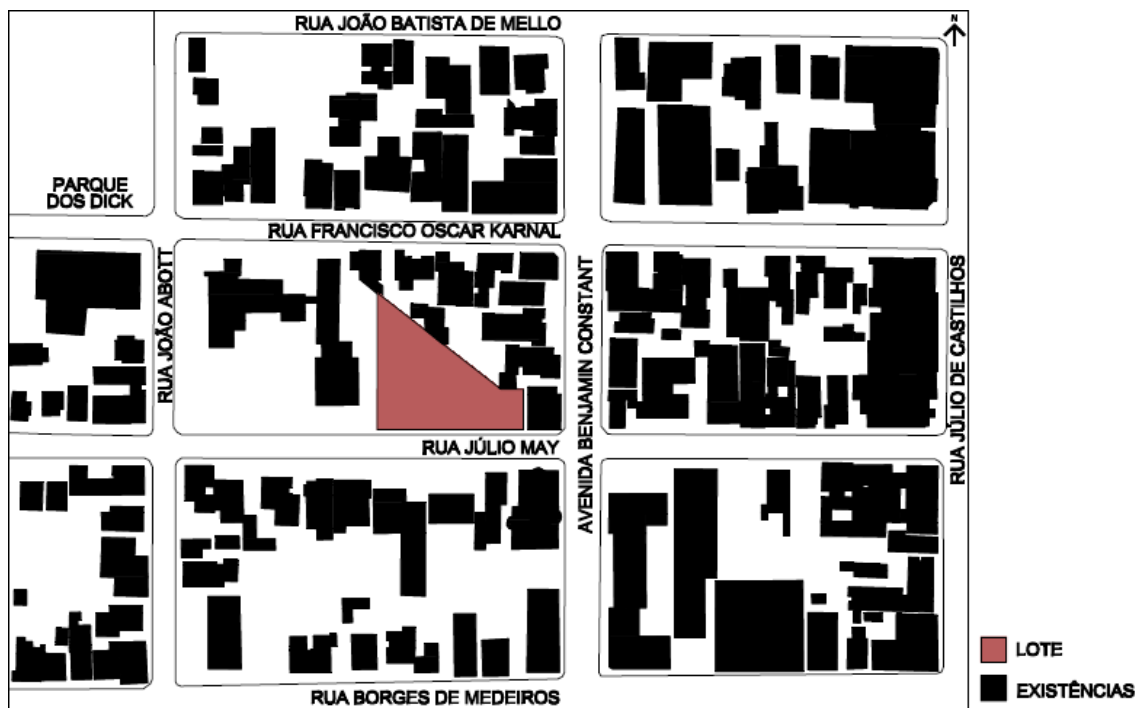 RUA JOÃO BATISTA DE MELLO
N
PARQUE
DOS DICK
RUA FRANCISCO OSCAR KARNAL
RUA JOÃO ABOTT
AVENIDA BENJAMIN CONSTANT
RUA JÚLIO DE CASTILHOS
RUA JÚLIO MAY
LOTE
EXISTÊNCIAS
RUA BORGES DE MEDEIROS